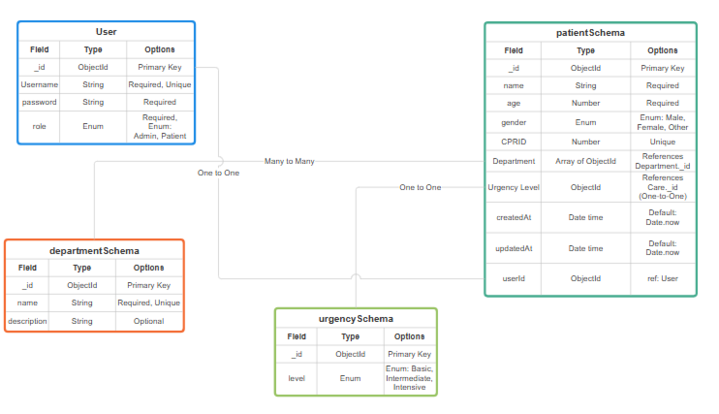 User
Field Type Options
_id ObjectId Primary Key
Username String Required, Unique
password String Required
role Enum Required,
Enum:
Admin, Patient
patientSchema
Field Type Options
_id ObjectId Primary Key
name String Required
age Number Required
gender Enum Enum: Male,
Female, Other
CPRID Number Unique
Department Array of ObjectId References
Department._id
Urgency Level ObjectId References
Care._id
(One-to-One)
createdAt Date time Default:
Date.now
updatedAt Date time Default:
Date.now
userId ObjectId ref: User
Many to Many
One to One
One to One
departmentSchema
Field Type Options
_id ObjectId Primary Key
name String Required, Unique
description String Optional
urgencySchema
Field Type Options
_id ObjectId Primary Key
level Enum Enum: Basic,
Intermediate,
Intensive